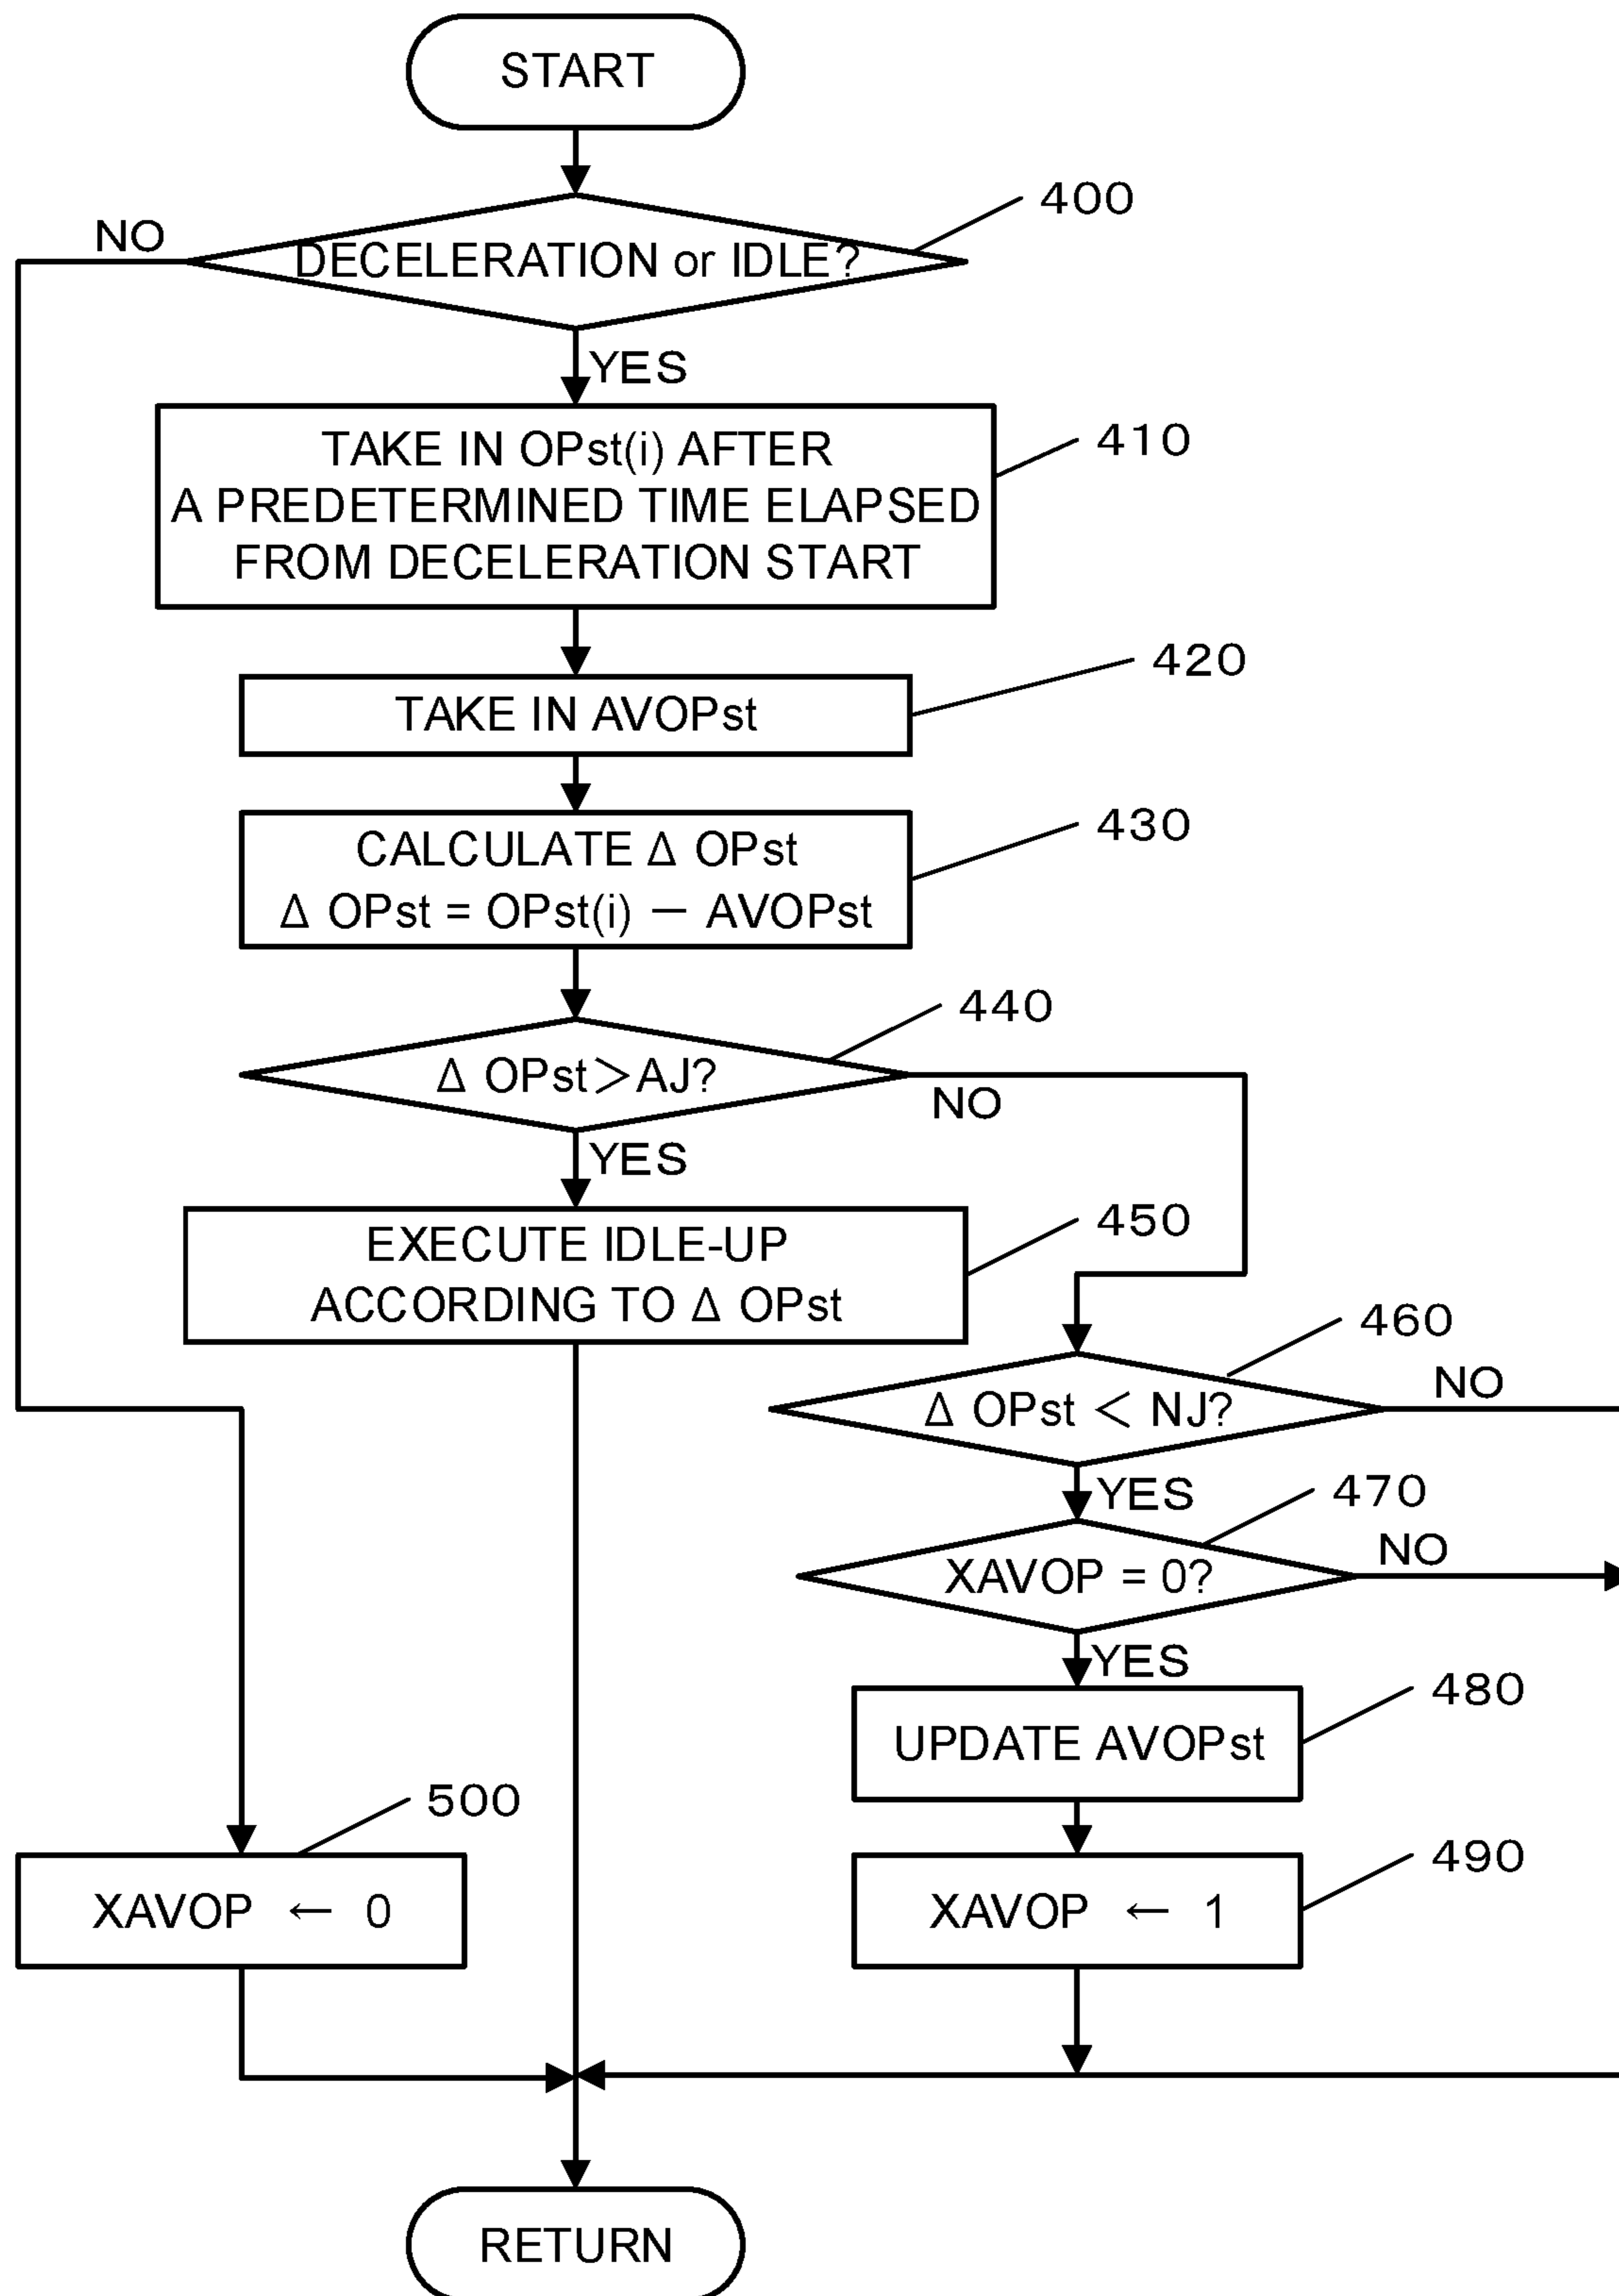 START
400
NO
DECELERATION or IDLE?
YES
410
TAKE IN OPst(i) AFTER
A PREDETERMINED TIME ELAPSED
FROM DECELERATION START
420
TAKE IN AVOPst
430
CALCULATE Δ OPst
Δ OPst = OPst(i) − AVOPst
440
Δ OPst＞AJ?
NO
YES
450
EXECUTE IDLE-UP
ACCORDING TO Δ OPst
460
NO
Δ OPst ＜ NJ?
YES
470
NO
XAVOP = 0?
YES
480
UPDATE AVOPst
500
490
XAVOP ← 0
XAVOP ← 1
RETURN